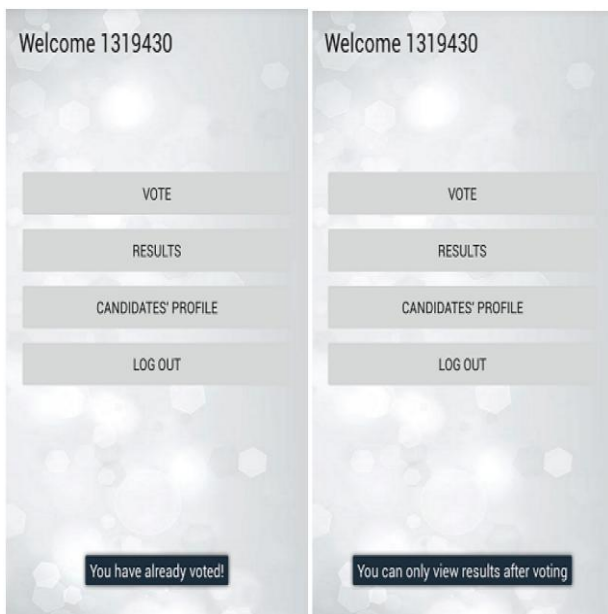 Welcome 1319430
VOTE
RESULTS
CANDIDATES' PROFILE
LOG OUT
You have already voted!
Welcome 1319430
VOTE
RESULTS
CANDIDATES' PROFILE
LOG OUT
You can only view results after voting